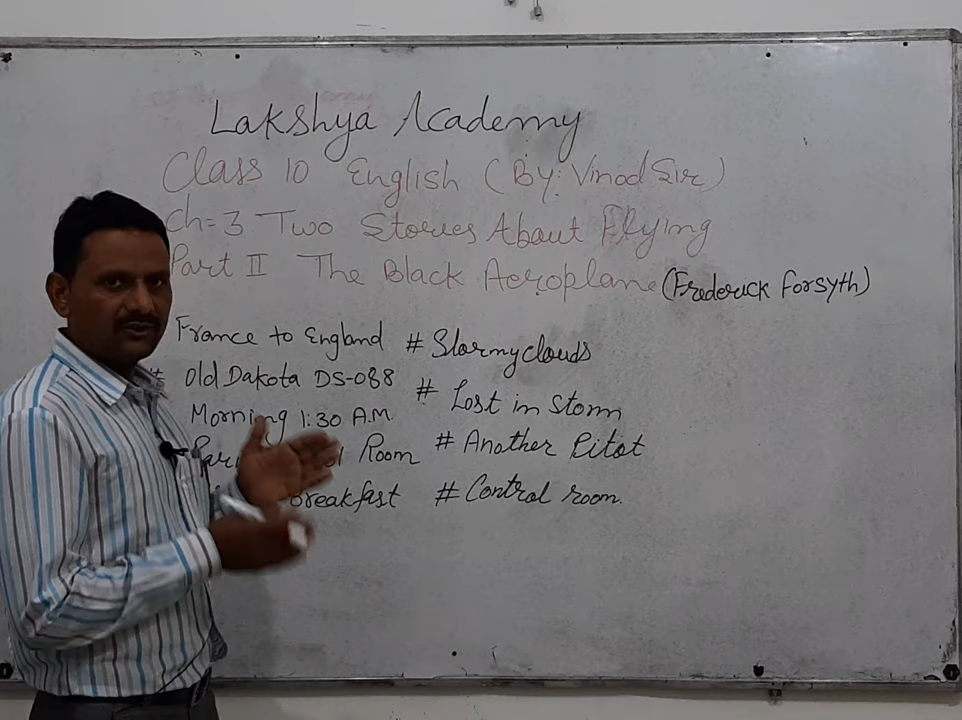 Lakshya Academy
Class 10 English (By: Vinod Sir)
Ch=3 Two Stories About Flying
Part II The Black Aeroplane (Frederick Forsyth)
France to England # Stormy clouds
# Old Dakota DS-088 # Lost in Storm
Morning 1:30 A.M.
Room # Another Pilot
Breakfast # Control room.